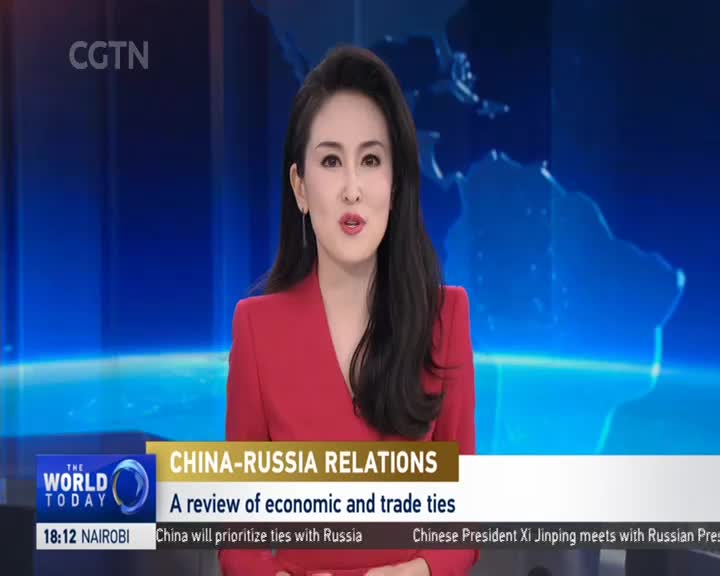 CGTN
CHINA-RUSSIA RELATIONS
THE
WORLD
TODAY
A review of economic and trade ties
18:12 NAIROBI
China will prioritize ties with Russia
Chinese President Xi Jinping meets with Russian Pres